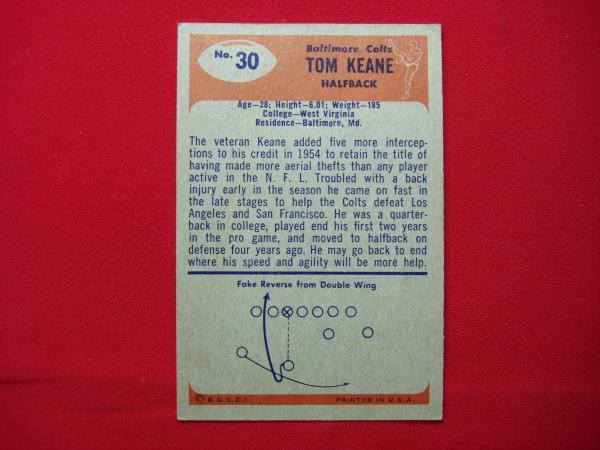 No. 30
Baltimore Colts
TOM KEANE
HALFBACK
Age—28; Height—6.01; Weight—185
College—West Virginia
Residence—Baltimore, Md.
The veteran Keane added five more intercep-
tions to his credit in 1954 to retain the title of
having made more aerial thefts than any player
active in the N. F. L. Troubled with a back
injury early in the season he came on fast in
the late stages to help the Colts defeat Los
Angeles and San Francisco. He was a quarter-
back in college, played end his first two years
in the pro game, and moved to halfback on
defense four years ago. He may go back to end
where his speed and agility will be more help.
Fake Reverse from Double Wing
© B.G.C.C.I.
PRINTED IN U.S.A.